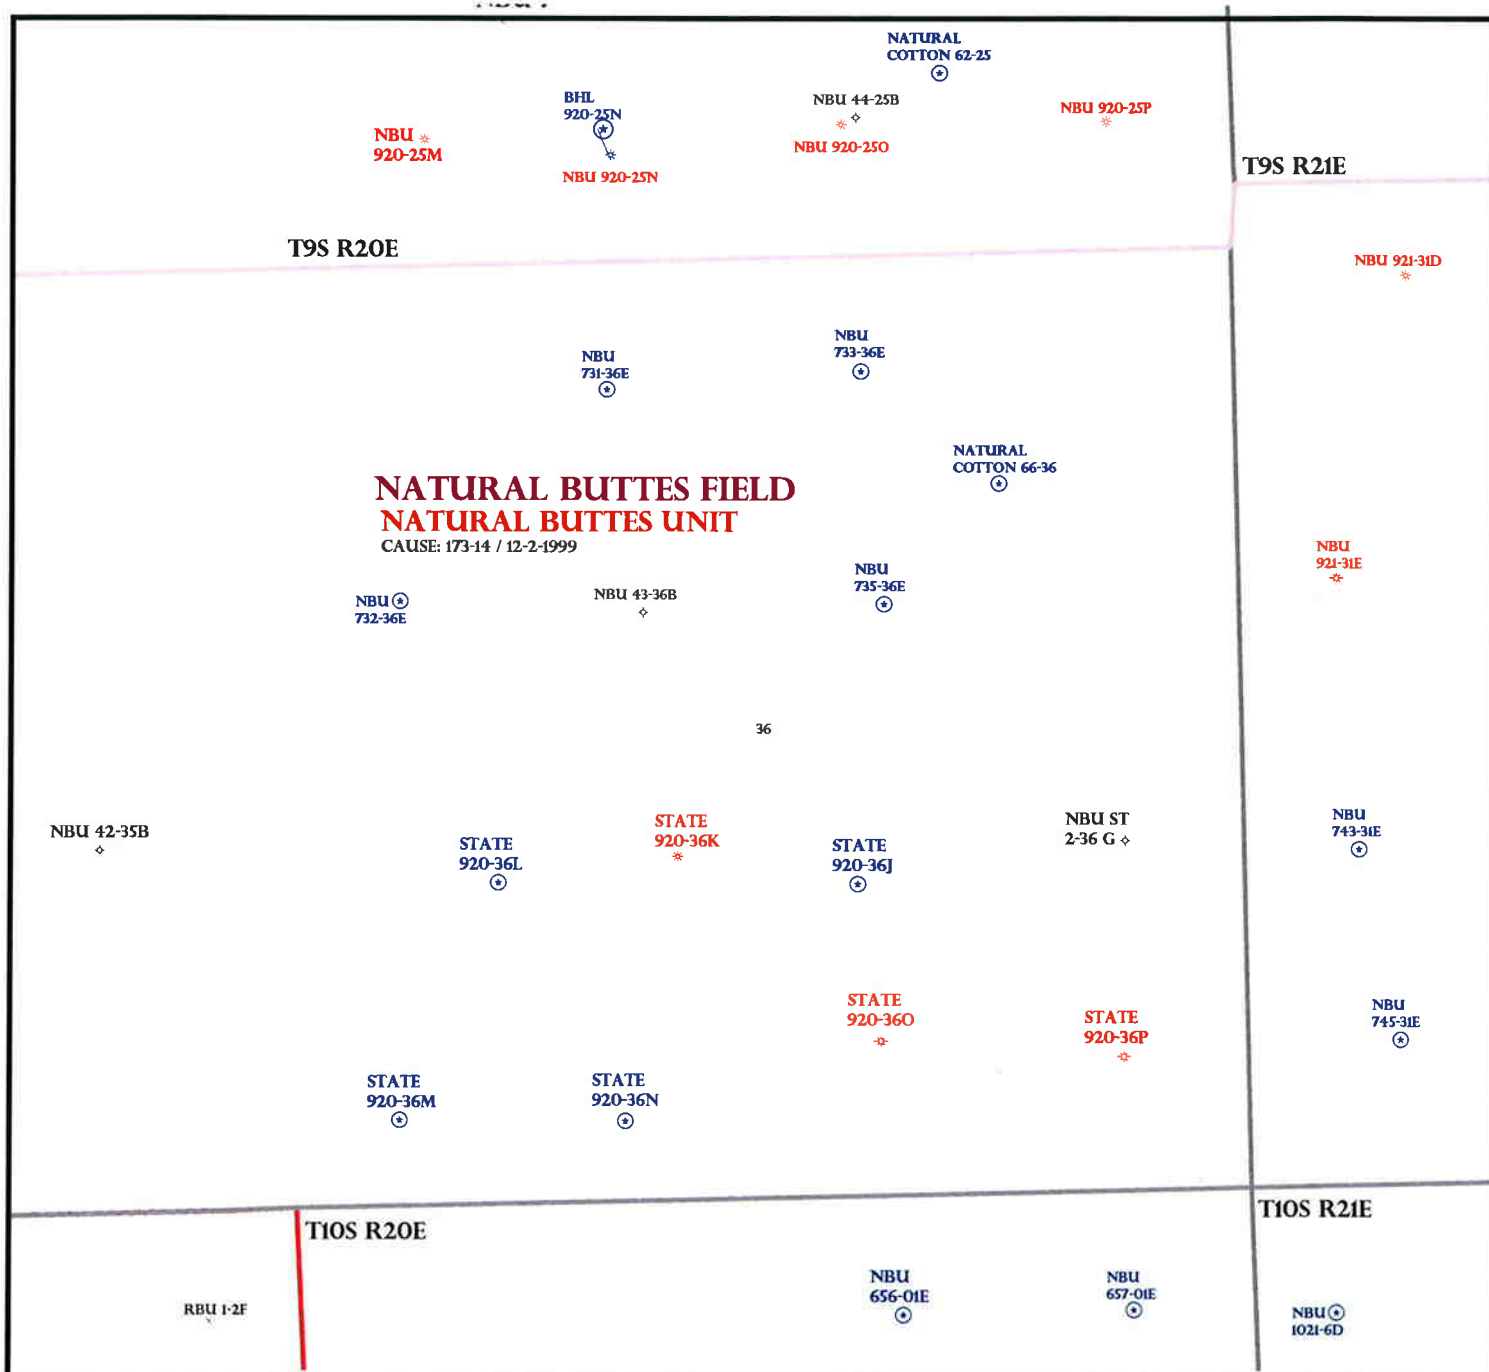 NATURAL
COTTON 62-25
BHL
920-25N
NBU 44-25B
NBU 920-25P
NBU
920-25M
NBU 920-25O
NBU 920-25N
T9S R21E
T9S R20E
NBU 921-31D
NBU
731-36E
NBU
733-36E
NATURAL
COTTON 66-36
NATURAL BUTTES FIELD
NATURAL BUTTES UNIT
CAUSE: 173-14 / 12-2-1999
NBU
921-31E
NBU
732-36E
NBU 43-36B
NBU
735-36E
36
NBU 42-35B
STATE
920-36L
STATE
920-36K
STATE
920-36J
NBU ST
2-36 G
NBU
743-31E
STATE
920-36O
STATE
920-36P
NBU
745-31E
STATE
920-36M
STATE
920-36N
T10S R20E
T10S R21E
RBU 1-2F
NBU
656-01E
NBU
657-01E
NBU
1021-6D